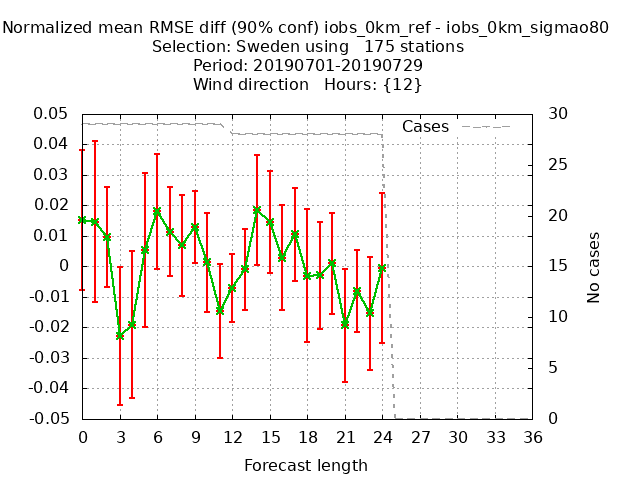 Normalized mean RMSE diff (90% conf) iobs_0km_ref - iobs_0km_sigmao80
Selection: Sweden using   175 stations
Period: 20190701-20190729
Wind direction   Hours: {12}
Cases
0.05
0.04
0.03
0.02
0.01
0
-0.01
-0.02
-0.03
-0.04
-0.05
30
25
20
15
10
5
0
No cases
0 3 6 9 12 15 18 21 24 27 30 33 36
Forecast length